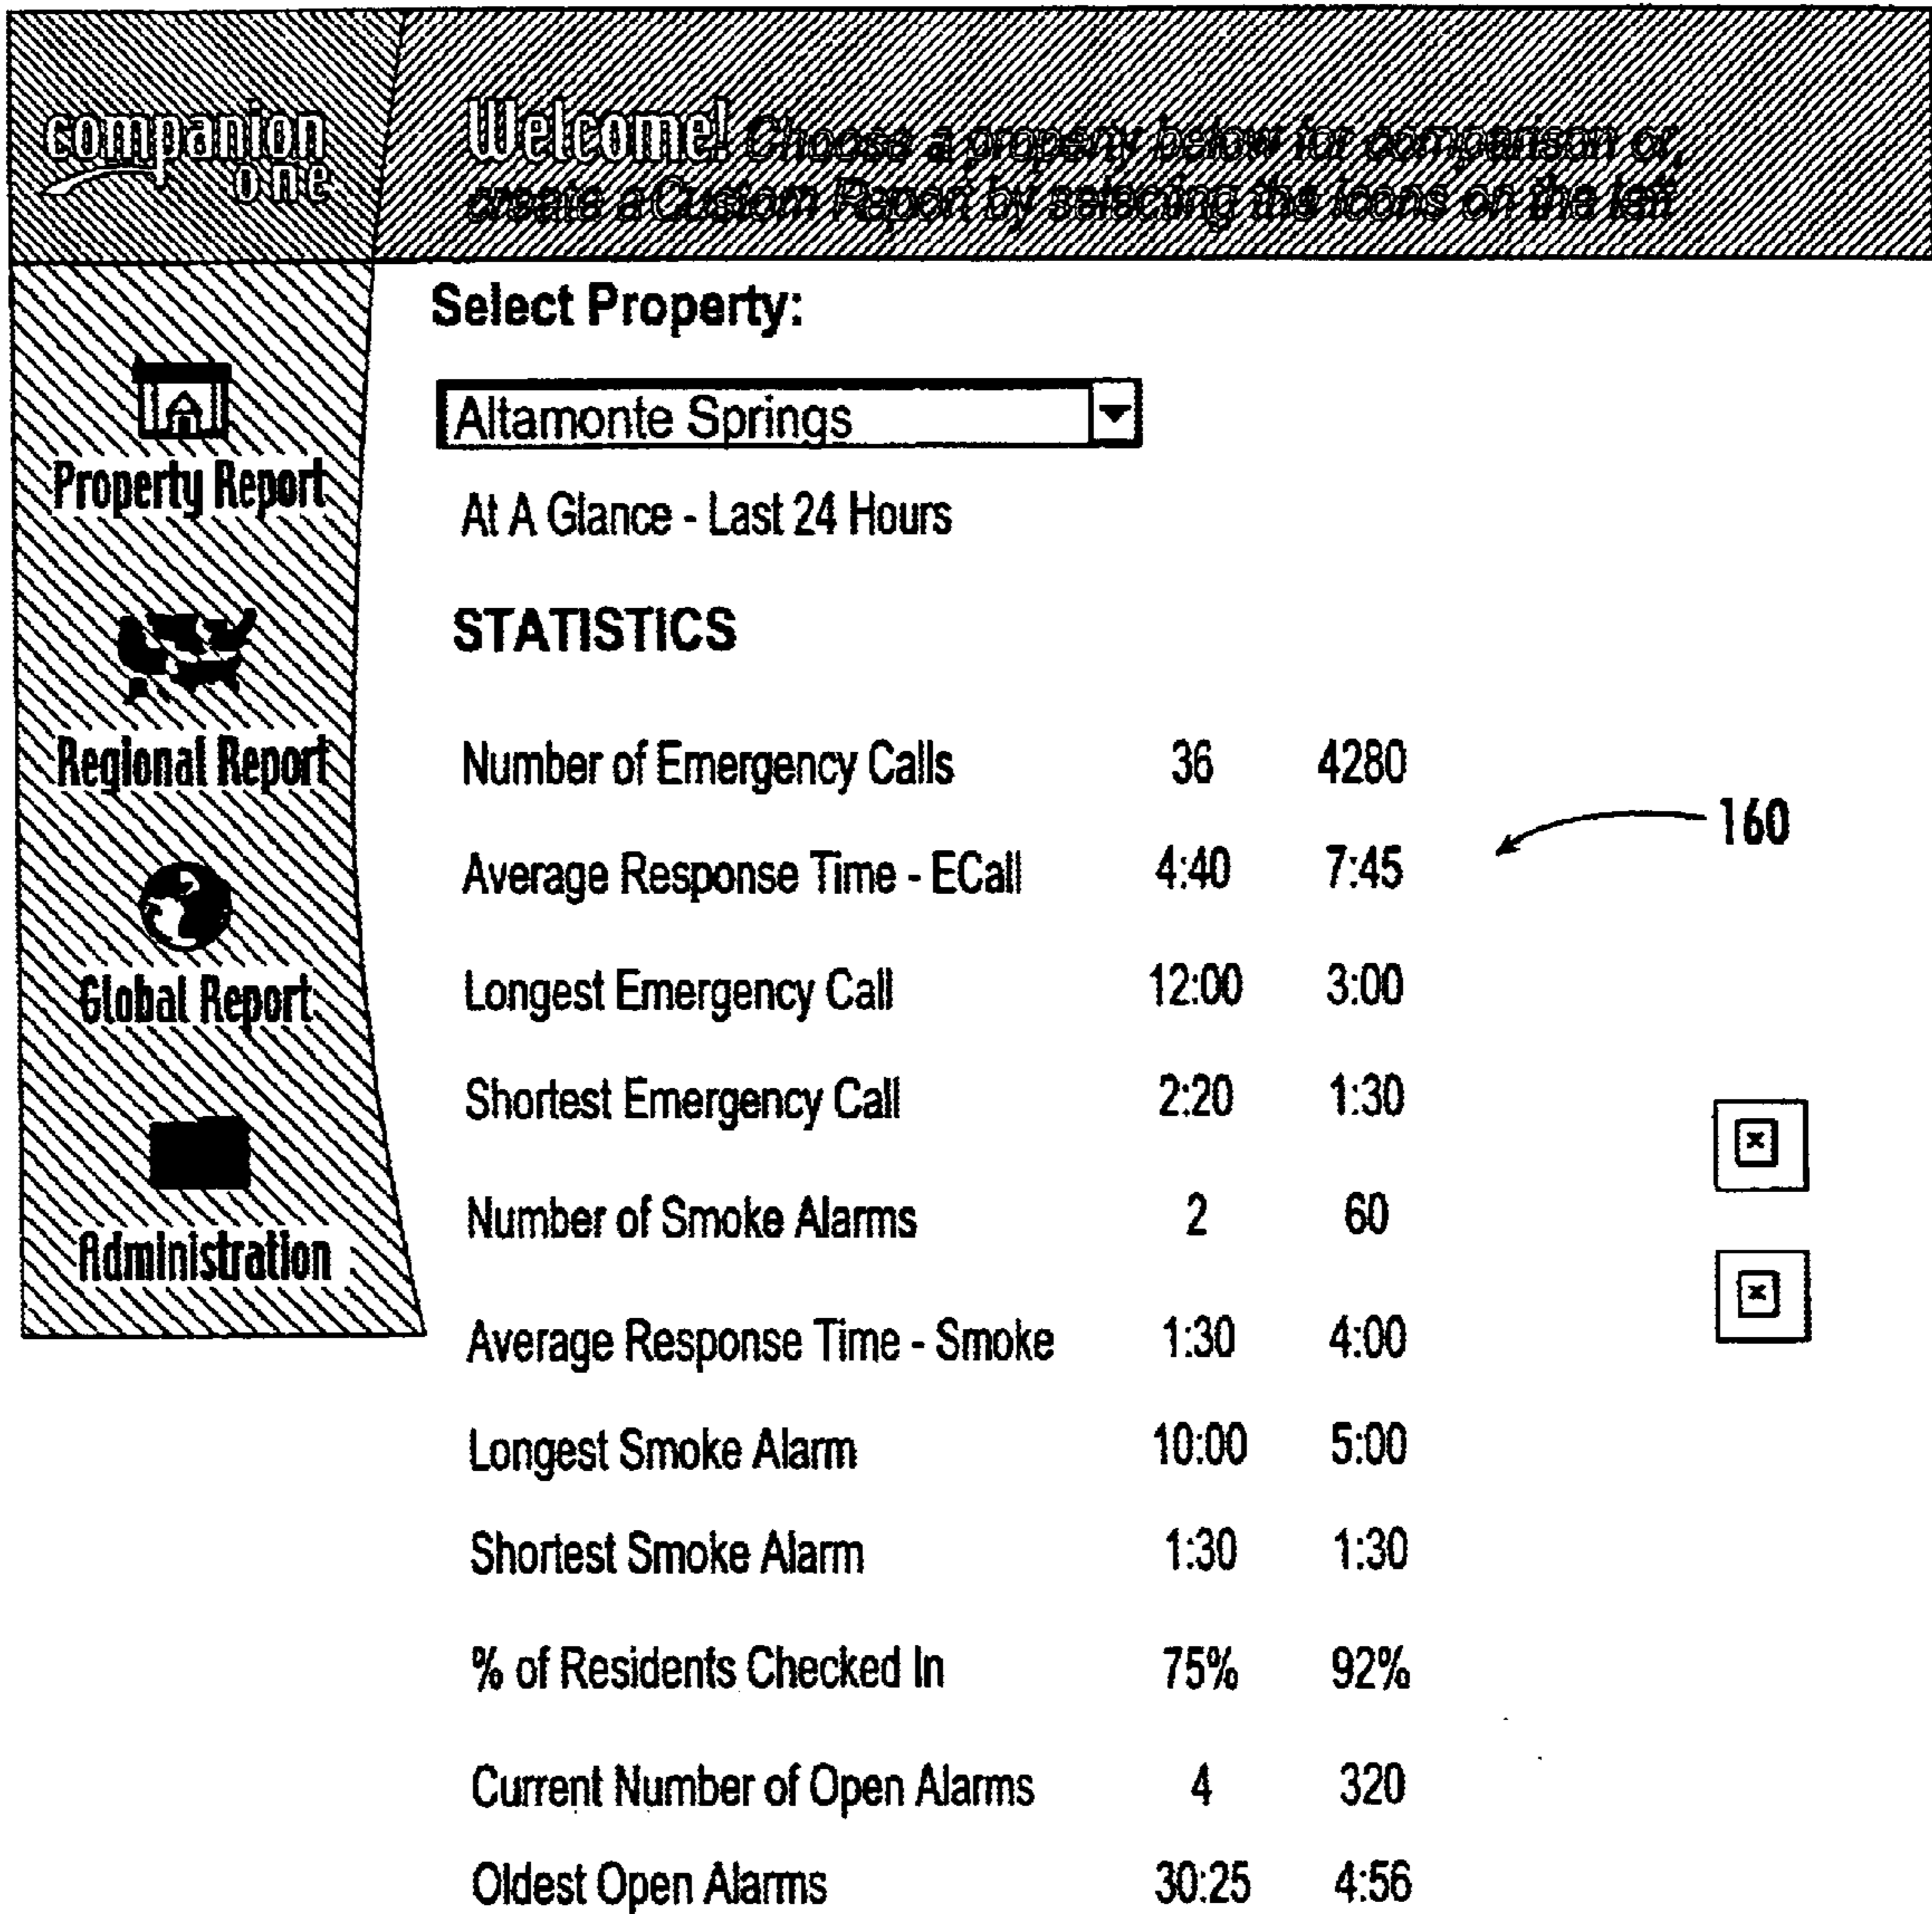 companion
one
Welcome! Choose a property below for comparison or,
create a Custom Report by selecting the icons on the left
Select Property:
Altamonte Springs
At A Glance - Last 24 Hours
STATISTICS
Property Report
Regional Report
Global Report
Administration
Number of Emergency Calls 36 4280
160
Average Response Time - ECall 4:40 7:45
Longest Emergency Call 12:00 3:00
Shortest Emergency Call 2:20 1:30
Number of Smoke Alarms 2 60
Average Response Time - Smoke 1:30 4:00
Longest Smoke Alarm 10:00 5:00
Shortest Smoke Alarm 1:30 1:30
% of Residents Checked In 75% 92%
Current Number of Open Alarms 4 320
Oldest Open Alarms 30:25 4:56